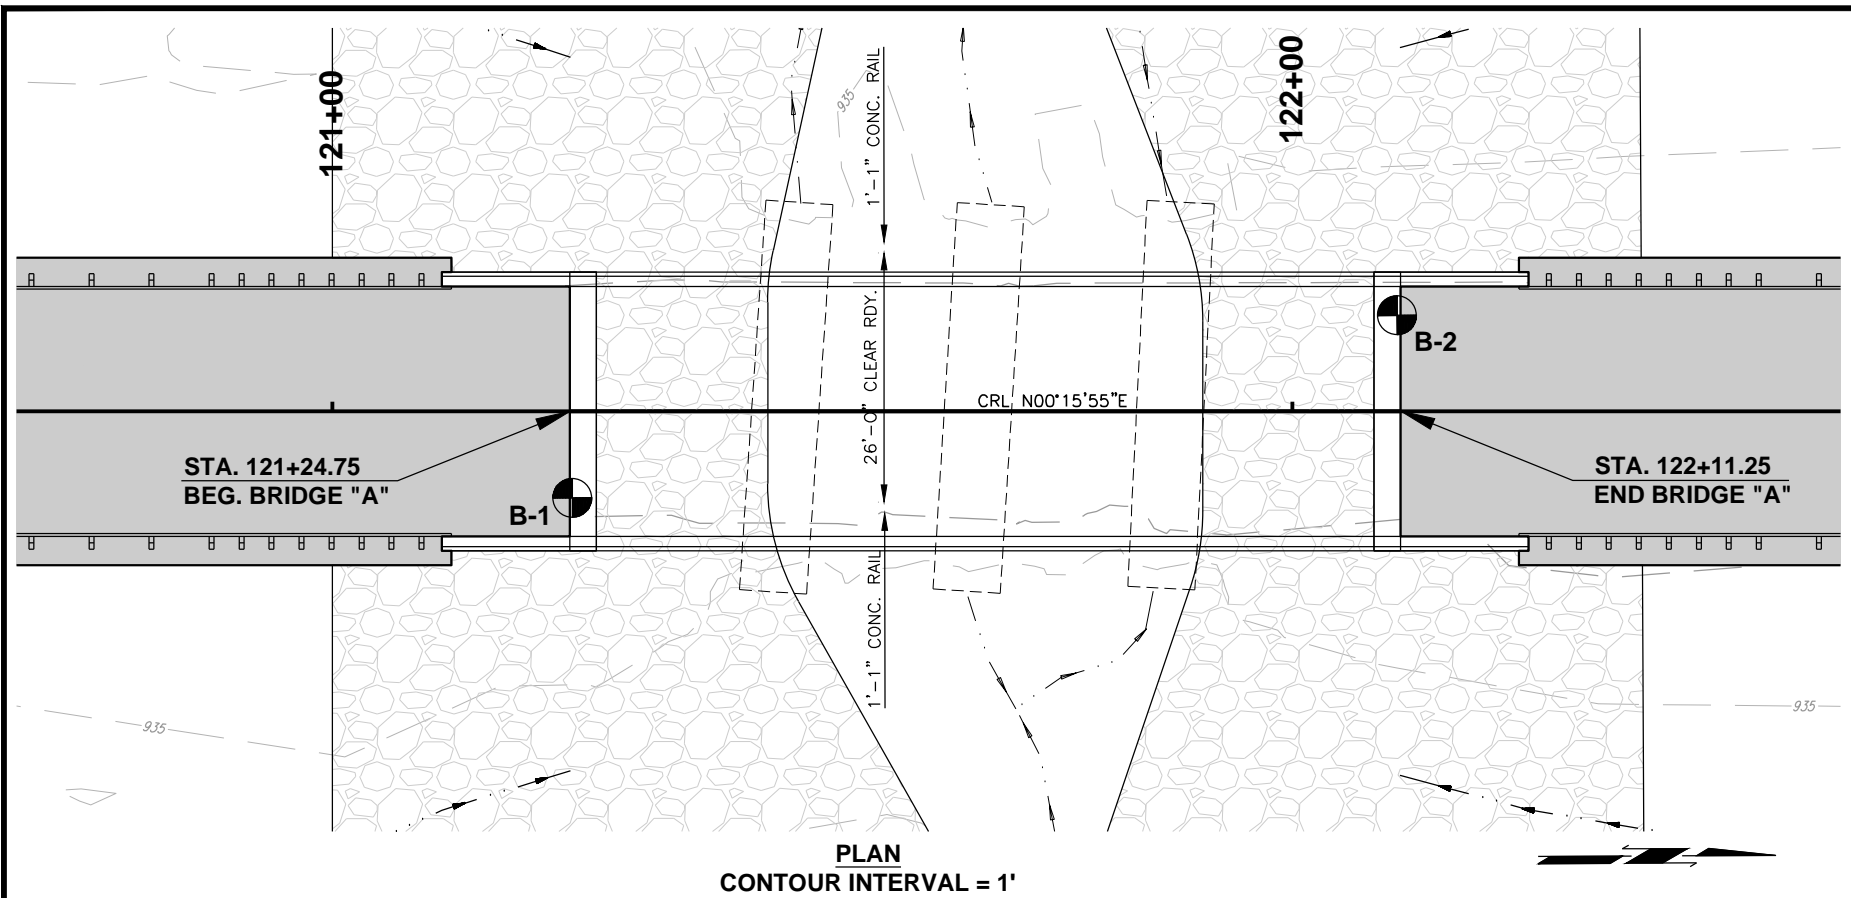 121+00
122+00
935
1'-1" CONC. RAIL
26'-0" CLEAR RDY.
1'-1" CONC. RAIL
B-2
CRL N00°15'55"E
STA. 121+24.75
BEG. BRIDGE "A"
B-1
STA. 122+11.25
END BRIDGE "A"
935
935
PLAN
CONTOUR INTERVAL = 1'